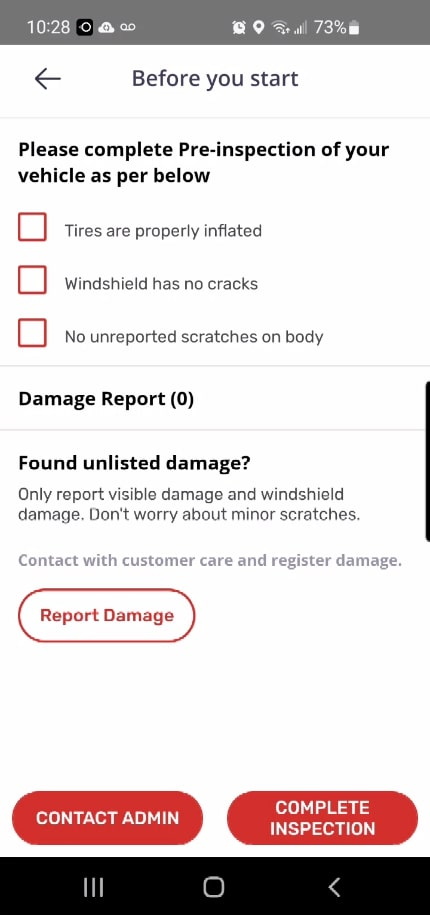 10:28
73%
Before you start
Please complete Pre-inspection of your
vehicle as per below
Tires are properly inflated
Windshield has no cracks
No unreported scratches on body
Damage Report (0)
Found unlisted damage?
Only report visible damage and windshield
damage. Don't worry about minor scratches.
Contact with customer care and register damage.
Report Damage
CONTACT ADMIN
COMPLETE
INSPECTION